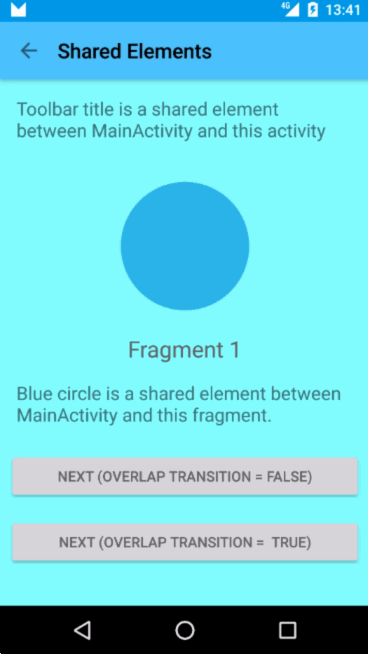 4G 13:41
Shared Elements
Toolbar title is a shared element
between MainActivity and this activity
Fragment 1
Blue circle is a shared element between
MainActivity and this fragment.
NEXT (OVERLAP TRANSITION = FALSE)
NEXT (OVERLAP TRANSITION =  TRUE)